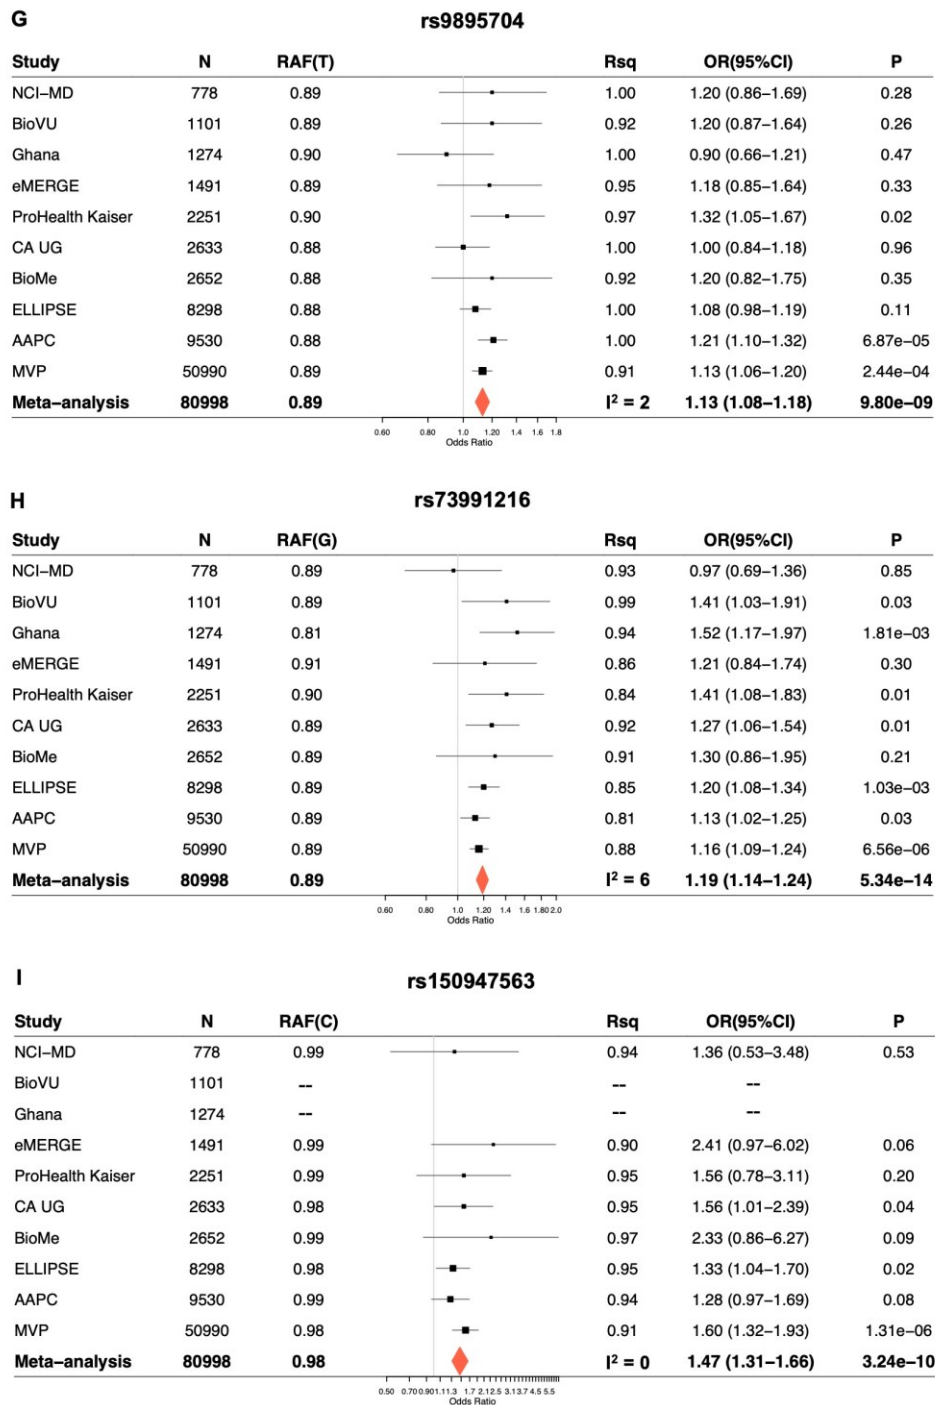 G
rs9895704
Study N RAF(T) Rsq OR(95%CI) P
NCI−MD 778 0.89 1.00 1.20 (0.86−1.69) 0.28
BioVU 1101 0.89 0.92 1.20 (0.87−1.64) 0.26
Ghana 1274 0.90 1.00 0.90 (0.66−1.21) 0.47
eMERGE 1491 0.89 0.95 1.18 (0.85−1.64) 0.33
ProHealth Kaiser 2251 0.90 0.97 1.32 (1.05−1.67) 0.02
CA UG 2633 0.88 1.00 1.00 (0.84−1.18) 0.96
BioMe 2652 0.88 0.92 1.20 (0.82−1.75) 0.35
ELLIPSE 8298 0.88 1.00 1.08 (0.98−1.19) 0.11
AAPC 9530 0.88 1.00 1.21 (1.10−1.32) 6.87e−05
MVP 50990 0.89 0.91 1.13 (1.06−1.20) 2.44e−04
Meta−analysis 80998 0.89 I² = 2 1.13 (1.08−1.18) 9.80e−09
0.60 0.80 1.0 1.20 1.4 1.6 1.8
Odds Ratio
H
rs73991216
Study N RAF(G) Rsq OR(95%CI) P
NCI−MD 778 0.89 0.93 0.97 (0.69−1.36) 0.85
BioVU 1101 0.89 0.99 1.41 (1.03−1.91) 0.03
Ghana 1274 0.81 0.94 1.52 (1.17−1.97) 1.81e−03
eMERGE 1491 0.91 0.86 1.21 (0.84−1.74) 0.30
ProHealth Kaiser 2251 0.90 0.84 1.41 (1.08−1.83) 0.01
CA UG 2633 0.89 0.92 1.27 (1.06−1.54) 0.01
BioMe 2652 0.89 0.91 1.30 (0.86−1.95) 0.21
ELLIPSE 8298 0.89 0.85 1.20 (1.08−1.34) 1.03e−03
AAPC 9530 0.89 0.81 1.13 (1.02−1.25) 0.03
MVP 50990 0.89 0.88 1.16 (1.09−1.24) 6.56e−06
Meta−analysis 80998 0.89 I² = 6 1.19 (1.14−1.24) 5.34e−14
0.60 0.80 1.0 1.20 1.4 1.6 1.80 2.0
Odds Ratio
I
rs150947563
Study N RAF(C) Rsq OR(95%CI) P
NCI−MD 778 0.99 0.94 1.36 (0.53−3.48) 0.53
BioVU 1101 -- -- --
Ghana 1274 -- -- --
eMERGE 1491 0.99 0.90 2.41 (0.97−6.02) 0.06
ProHealth Kaiser 2251 0.99 0.95 1.56 (0.78−3.11) 0.20
CA UG 2633 0.98 0.95 1.56 (1.01−2.39) 0.04
BioMe 2652 0.99 0.97 2.33 (0.86−6.27) 0.09
ELLIPSE 8298 0.98 0.95 1.33 (1.04−1.70) 0.02
AAPC 9530 0.99 0.94 1.28 (0.97−1.69) 0.08
MVP 50990 0.98 0.91 1.60 (1.32−1.93) 1.31e−06
Meta−analysis 80998 0.98 I² = 0 1.47 (1.31−1.66) 3.24e−10
0.50 0.70 0.90 1.1 1.3 1.7 2.1 2.5 3.1 3.7 4.5 5.5
Odds Ratio